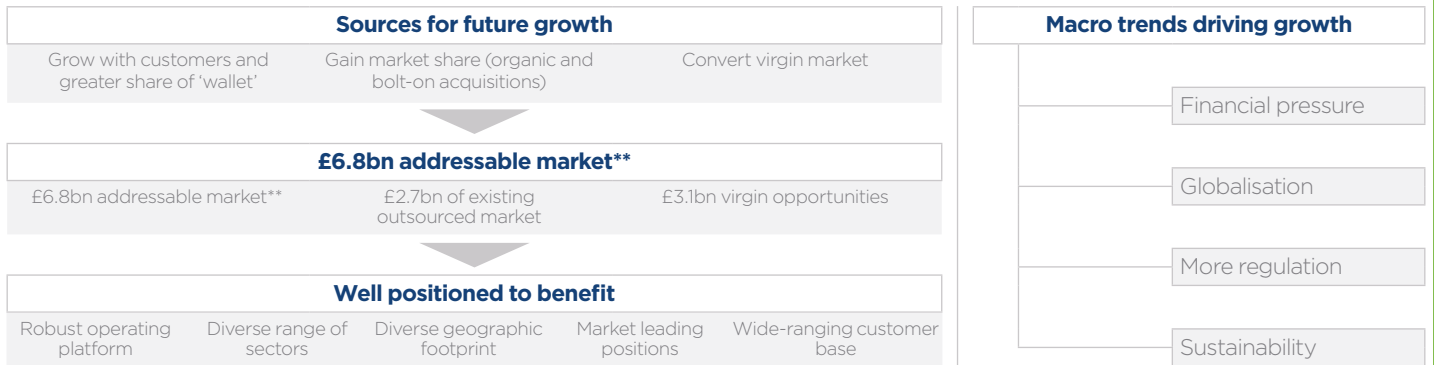 Sources for future growth
Grow with customers and
greater share of ‘wallet’
Gain market share (organic and
bolt-on acquisitions)
Convert virgin market
£6.8bn addressable market**
£6.8bn addressable market**
£2.7bn of existing
outsourced market
£3.1bn virgin opportunities
Well positioned to benefit
Robust operating
platform
Diverse range of
sectors
Diverse geographic
footprint
Market leading
positions
Wide-ranging customer
base
Macro trends driving growth
Financial pressure
Globalisation
More regulation
Sustainability